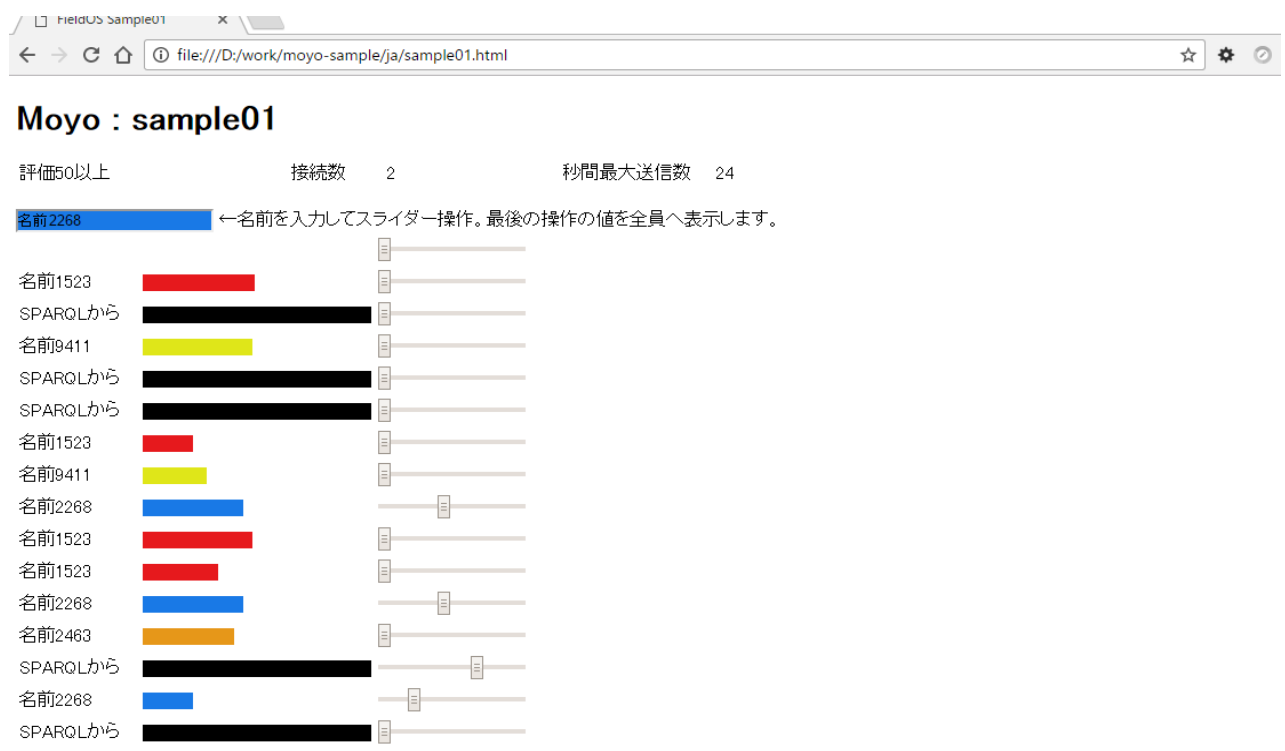 FieldOS Sample01
file:///D:/work/moyo-sample/ja/sample01.html
Moyo : sample01
評価50以上 接続数 2 秒間最大送信数 24
名前2268 ←名前を入力してスライダー操作。最後の操作の値を全員へ表示します。
名前1523
SPARQLから
名前9411
SPARQLから
SPARQLから
名前1523
名前9411
名前2268
名前1523
名前1523
名前2268
名前2463
SPARQLから
名前2268
SPARQLから